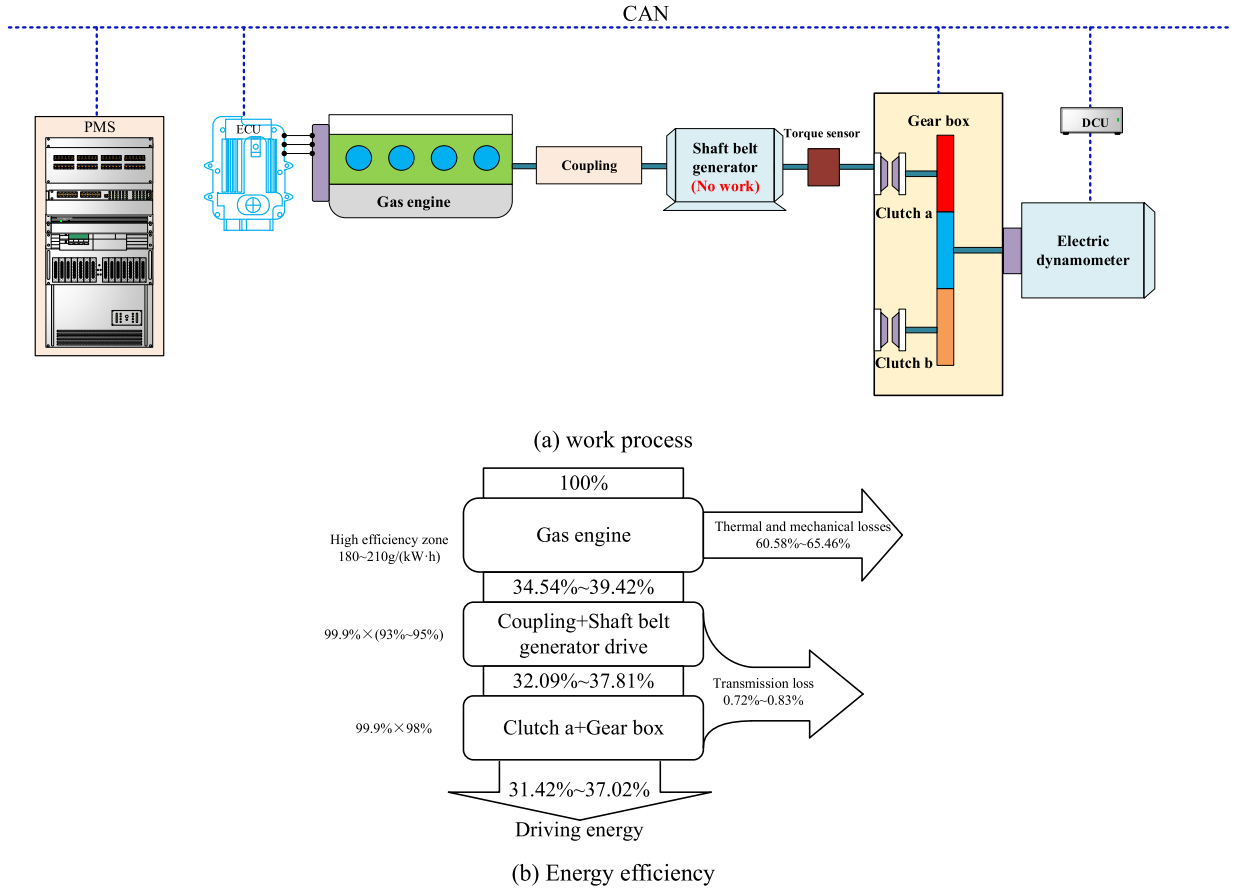 CAN
PMS
ECU
Gas engine
Coupling
Shaft belt
generator
(No work)
Torque sensor
Gear box
Clutch a
Clutch b
DCU
Electric
dynamometer
(a) work process
100%
Gas engine
High efficiency zone
180~210g/(kW·h)
Thermal and mechanical losses
60.58%~65.46%
34.54%~39.42%
Coupling+Shaft belt
generator drive
99.9%×(93%~95%)
32.09%~37.81%
Transmission loss
0.72%~0.83%
Clutch a+Gear box
99.9%×98%
31.42%~37.02%
Driving energy
(b) Energy efficiency